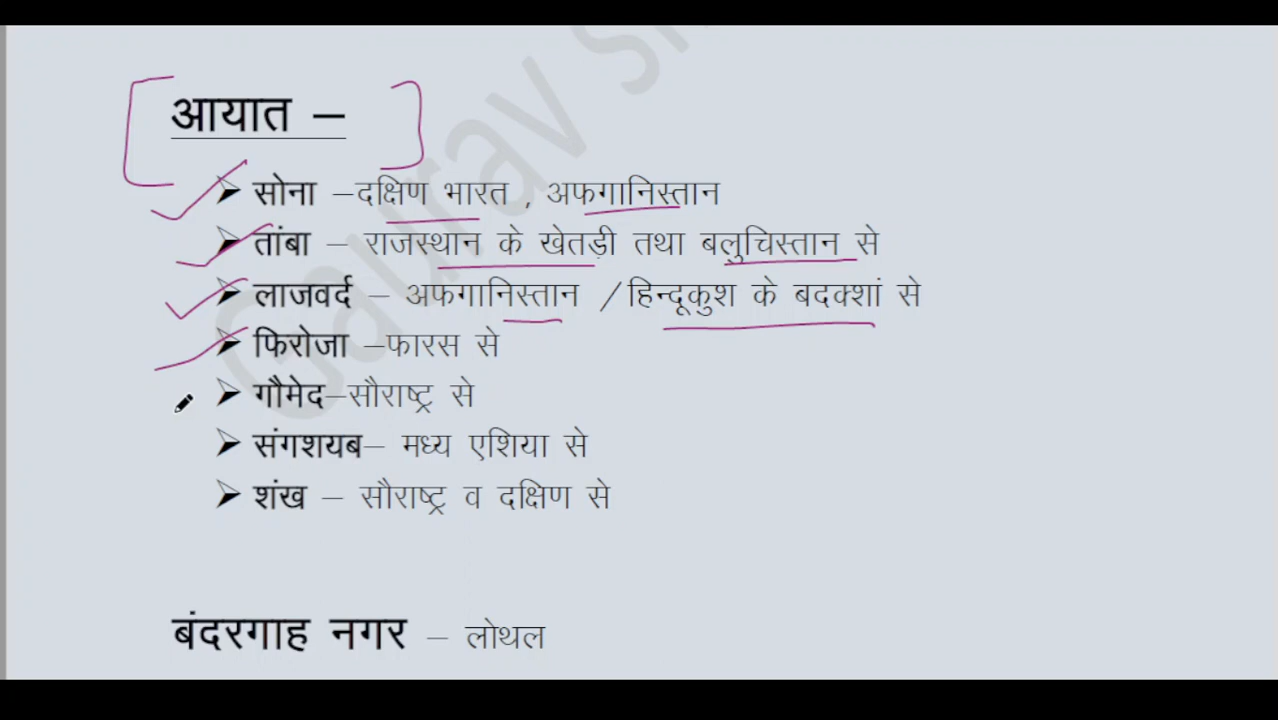 आयात –
➢ सोना –दक्षिण भारत , अफगानिस्तान
➢ तांबा – राजस्थान के खेतड़ी तथा बलुचिस्तान से
➢ लाजवर्द – अफगानिस्तान /हिन्दूकुश के बदक्शां से
➢ फिरोजा –फारस से
➢ गौमेद–सौराष्ट्र से
➢ संगशयब– मध्य एशिया से
➢ शंख – सौराष्ट्र व दक्षिण से
बंदरगाह नगर – लोथल
Gaurav